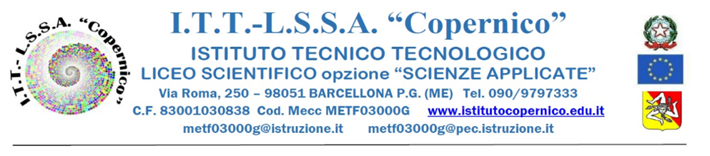 I.T.T.-L.S.S.A. “Copernico”
I.T.T.-L.S.S.A. “Copernico”
ISTITUTO TECNICO TECNOLOGICO
LICEO SCIENTIFICO opzione “SCIENZE APPLICATE”
Via Roma, 250 – 98051 BARCELLONA P.G. (ME) Tel. 090/9797333
C.F. 83001030838 Cod. Mecc METF03000G www.istitutocopernico.edu.it
metf03000g@istruzione.it metf03000g@pec.istruzione.it